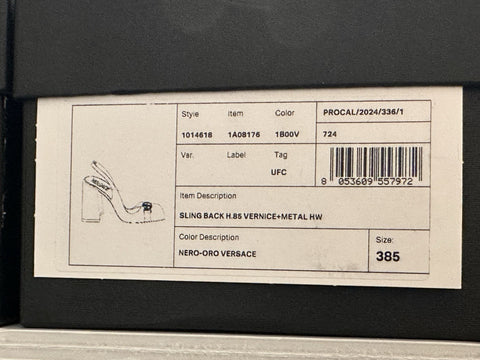 Style Item Color PROCAL/2024/336/1
1014618 1A08176 1B00V 724
Var. Label Tag
UFC
8 053609 557972
Item Description
SLING BACK H.85 VERNICE+METAL HW
Color Description Size:
NERO-ORO VERSACE 385